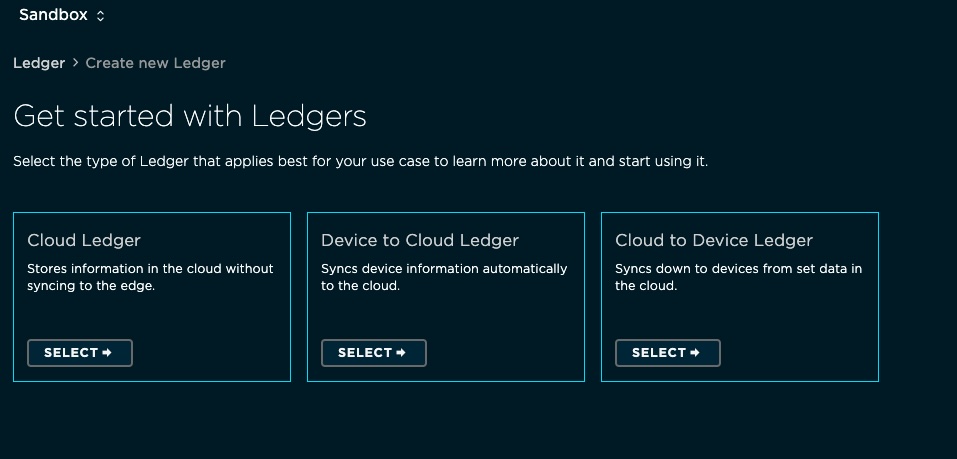 Sandbox
Ledger > Create new Ledger
Get started with Ledgers
Select the type of Ledger that applies best for your use case to learn more about it and start using it.
Cloud Ledger
Stores information in the cloud without
syncing to the edge.
SELECT
Device to Cloud Ledger
Syncs device information automatically
to the cloud.
SELECT
Cloud to Device Ledger
Syncs down to devices from set data in
the cloud.
SELECT